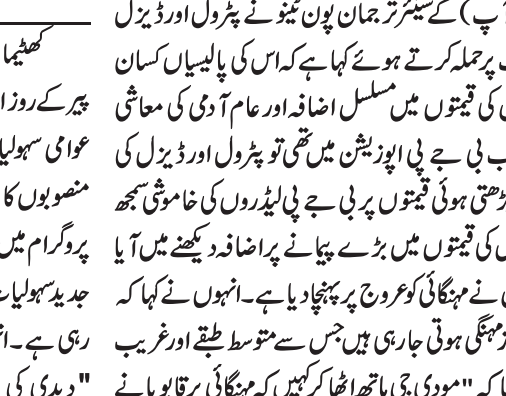 آپ) کے سینئر ترجمان پون ٹینو نے پٹرول اور ڈیزل
پر حملہ کرتے ہوئے کہا ہے کہ اس کی پالیسیاں کسان
کی قیمتوں میں مسلسل اضافہ اور عام آدمی کی معاشی
بی جے پی اپوزیشن میں تھی تو پٹرول اور ڈیزل کی
بڑھتی ہوئی قیمتوں پر بی جے پی لیڈروں کی خاموشی سمجھ
کی قیمتوں میں بڑے پیمانے پر اضافہ دیکھنے میں آیا
نے مہنگائی کو عروج پر پہنچا دیا ہے۔ انہوں نے کہا کہ
مہنگی ہوتی جارہی ہیں جس سے متوسط طبقے اور غریب
کہ "مودی جی ہاتھ اٹھا کر کہیں کہ مہنگائی پر قابو پانے
کھٹیما
پیر کے روز
عوامی
منصوبوں کا
پروگرام میں
جدید سہولیات
رہی ہے۔
"دیدی کی